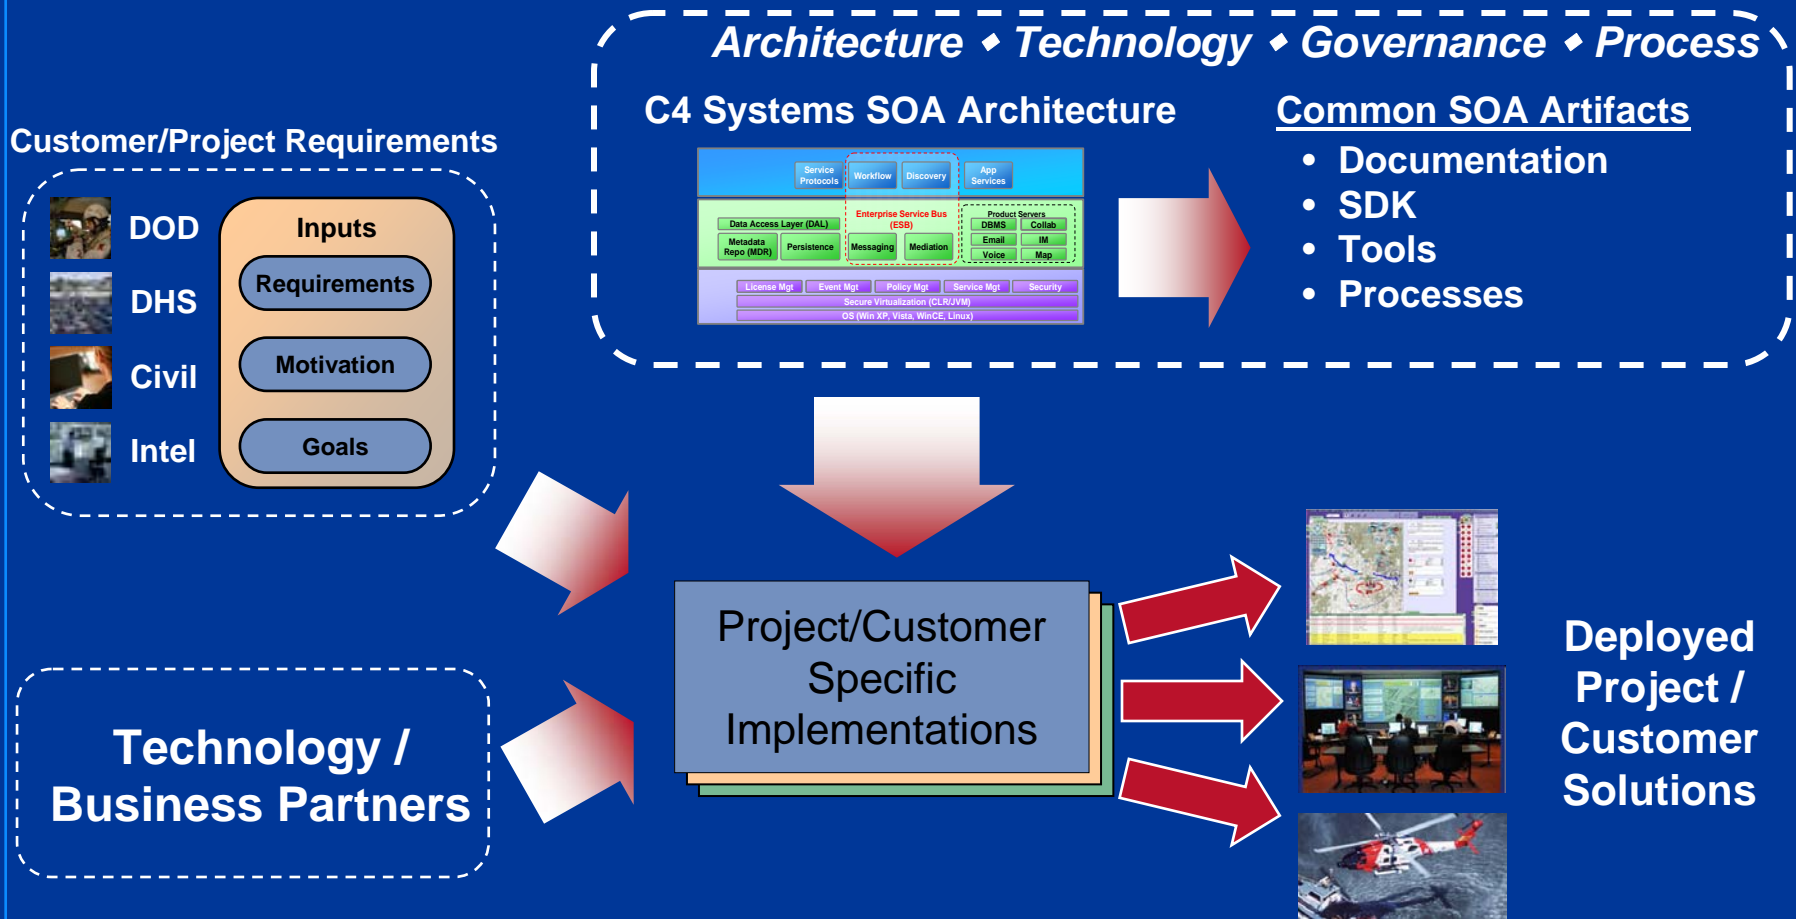 Architecture ◆ Technology ◆ Governance ◆ Process
C4 Systems SOA Architecture
Service
Protocols
Workflow
Discovery
App
Services
Data Access Layer (DAL)
Metadata
Repo (MDR)
Persistence
Enterprise Service Bus
(ESB)
Messaging
Mediation
Product Servers
DBMS
Collab
Email
IM
Voice
Map
License Mgt
Event Mgt
Policy Mgt
Service Mgt
Security
Secure Virtualization (CLR/JVM)
OS (Win XP, Vista, WinCE, Linux)
Common SOA Artifacts
• Documentation
• SDK
• Tools
• Processes
Customer/Project Requirements
DOD
DHS
Civil
Intel
Inputs
Requirements
Motivation
Goals
Technology /
Business Partners
Project/Customer
Specific
Implementations
Deployed
Project /
Customer
Solutions